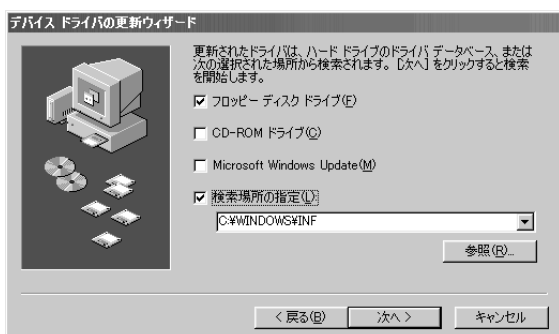 デバイス ドライバの更新ウィザード
更新されたドライバは、ハード ドライブのドライバ データベース、または
次の選択された場所から検索されます。[次へ] をクリックすると検索
を開始します。
フロッピー ディスク ドライブ(F)
CD-ROM ドライブ(C)
Microsoft Windows Update(M)
検索場所の指定(L):
C:¥WINDOWS¥INF
参照(R)...
< 戻る(B)
次へ >
キャンセル